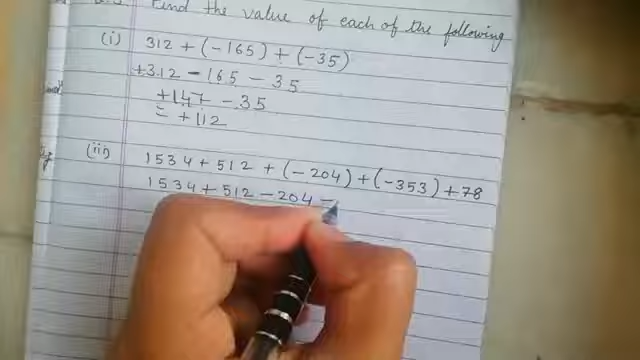 Find the value of each of the following
(i) 312 + (-165) + (-35)
+312 - 165 - 35
+147 - 35
= +112
(ii) 1534 + 512 + (-204) + (-353) + 78
1534 + 512 - 204 -